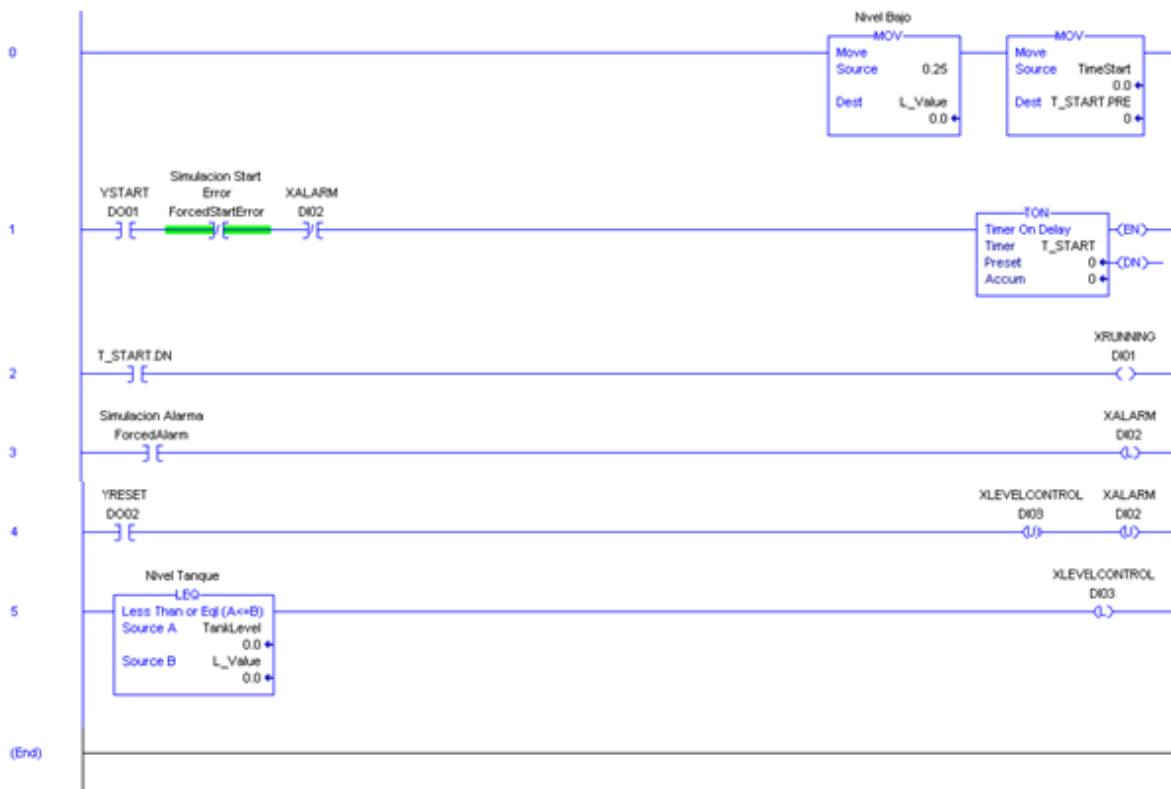 Nivel Bajo
0
MOV
Move
Source 0.25
Dest L_Value
0.0
MOV
Move
Source TimeStart
0.0
Dest T_START.PRE
0
Simulacion Start
YSTART Error XALARM
DO01 ForcedStartError DI02
1
TON
Timer On Delay (EN)
Timer T_START
Preset 0 (DN)
Accum 0
XRUNNING
T_START.DN DI01
2
Simulacion Alarma XALARM
ForcedAlarm DI02
3 L
YRESET XLEVELCONTROL XALARM
DO02 DI03 DI02
4 U U
Nivel Tanque XLEVELCONTROL
LEQ DI03
5 L
Less Than or Eql (A<=B)
Source A TankLevel
0.0
Source B L_Value
0.0
(End)